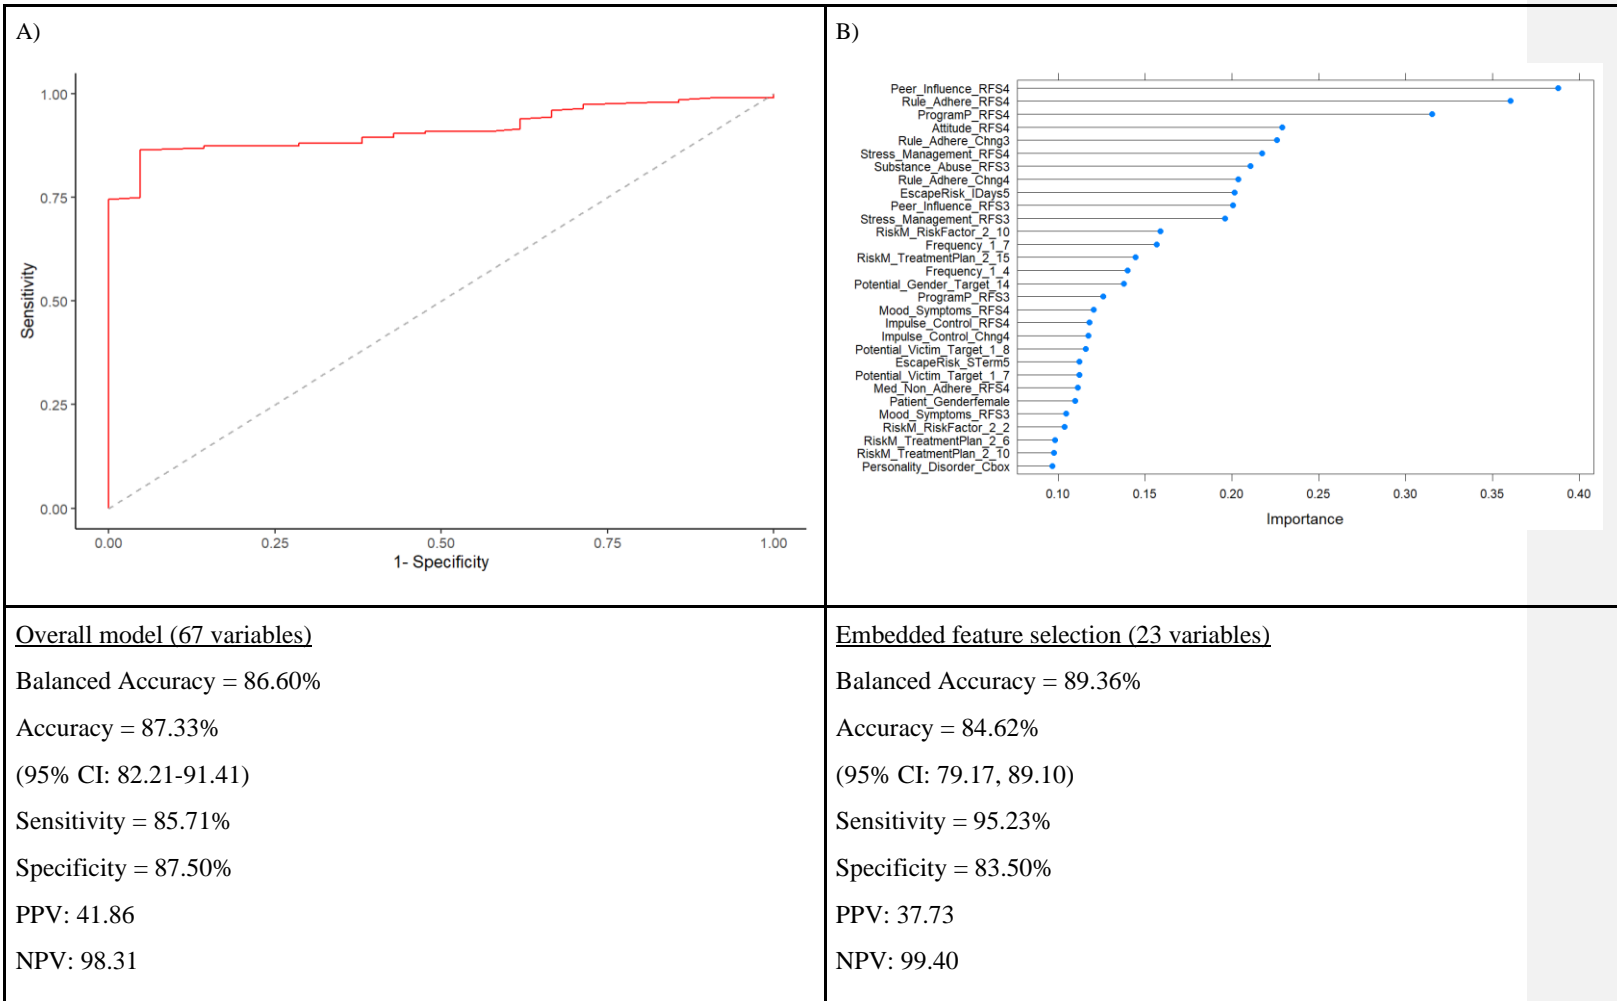 A)
1.00
0.75
0.50
0.25
0.00
Sensitivity
0.00 0.25 0.50 0.75 1.00
1- Specificity
B)
Peer_Influence_RFS4
Rule_Adhere_RFS4
ProgramP_RFS4
Attitude_RFS4
Rule_Adhere_Chng3
Stress_Management_RFS4
Substance_Abuse_RFS3
Rule_Adhere_Chng4
EscapeRisk_IDays5
Peer_Influence_RFS3
Stress_Management_RFS3
RiskM_RiskFactor_2_10
Frequency_1_7
RiskM_TreatmentPlan_2_15
Frequency_1_4
Potential_Gender_Target_14
ProgramP_RFS3
Mood_Symptoms_RFS4
Impulse_Control_RFS4
Impulse_Control_Chng4
Potential_Victim_Target_1_8
EscapeRisk_STerm5
Potential_Victim_Target_1_7
Med_Non_Adhere_RFS4
Patient_Genderfemale
Mood_Symptoms_RFS3
RiskM_RiskFactor_2_2
RiskM_TreatmentPlan_2_6
RiskM_TreatmentPlan_2_10
Personality_Disorder_Cbox
0.10 0.15 0.20 0.25 0.30 0.35 0.40
Importance
Overall model (67 variables)
Balanced Accuracy = 86.60%
Accuracy = 87.33%
(95% CI: 82.21-91.41)
Sensitivity = 85.71%
Specificity = 87.50%
PPV: 41.86
NPV: 98.31
Embedded feature selection (23 variables)
Balanced Accuracy = 89.36%
Accuracy = 84.62%
(95% CI: 79.17, 89.10)
Sensitivity = 95.23%
Specificity = 83.50%
PPV: 37.73
NPV: 99.40